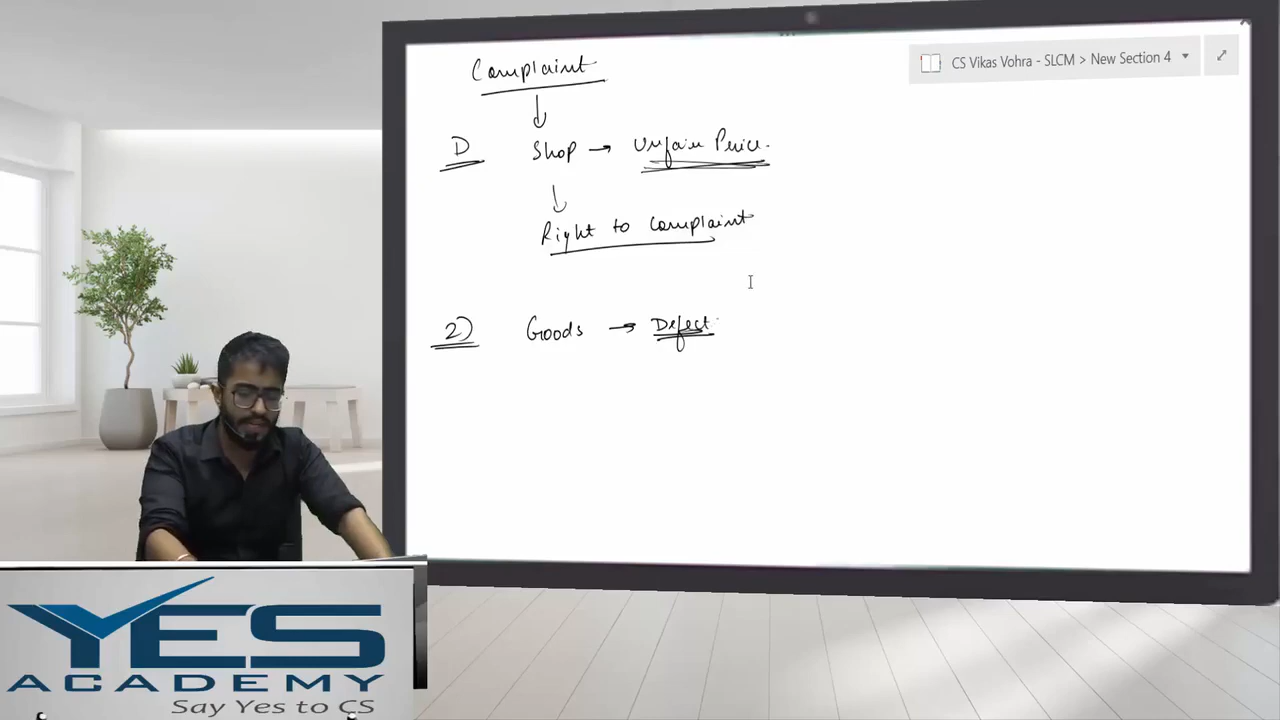 Complaint
CS Vikas Vohra - SLCM > New Section 4
D Shop → Unfair Price.
Right to Complaint
2) Goods → Defect
YES
ACADEMY
Say Yes to CS